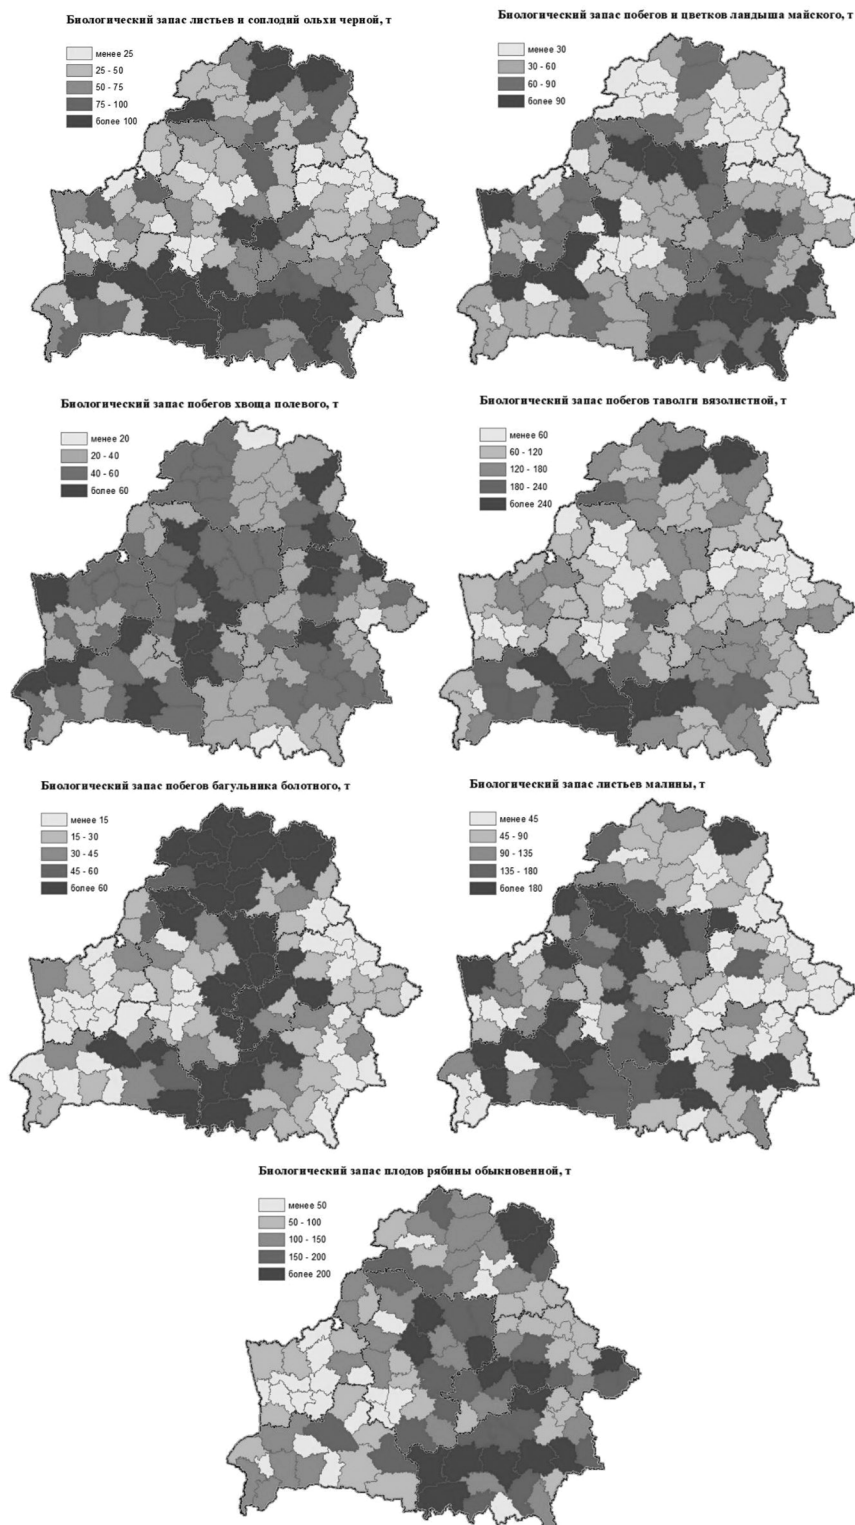 Биологический запас листьев и соплодий ольхи черной, т
менее 25
25 - 50
50 - 75
75 - 100
более 100
Биологический запас побегов и цветков ландыша майского, т
менее 30
30 - 60
60 - 90
более 90
Биологический запас побегов хвоща полевого, т
менее 20
20 - 40
40 - 60
более 60
Биологический запас побегов таволги вязолистной, т
менее 60
60 - 120
120 - 180
180 - 240
более 240
Биологический запас побегов багульника болотного, т
менее 15
15 - 30
30 - 45
45 - 60
более 60
Биологический запас листьев малины, т
менее 45
45 - 90
90 - 135
135 - 180
более 180
Биологический запас плодов рябины обыкновенной, т
менее 50
50 - 100
100 - 150
150 - 200
более 200